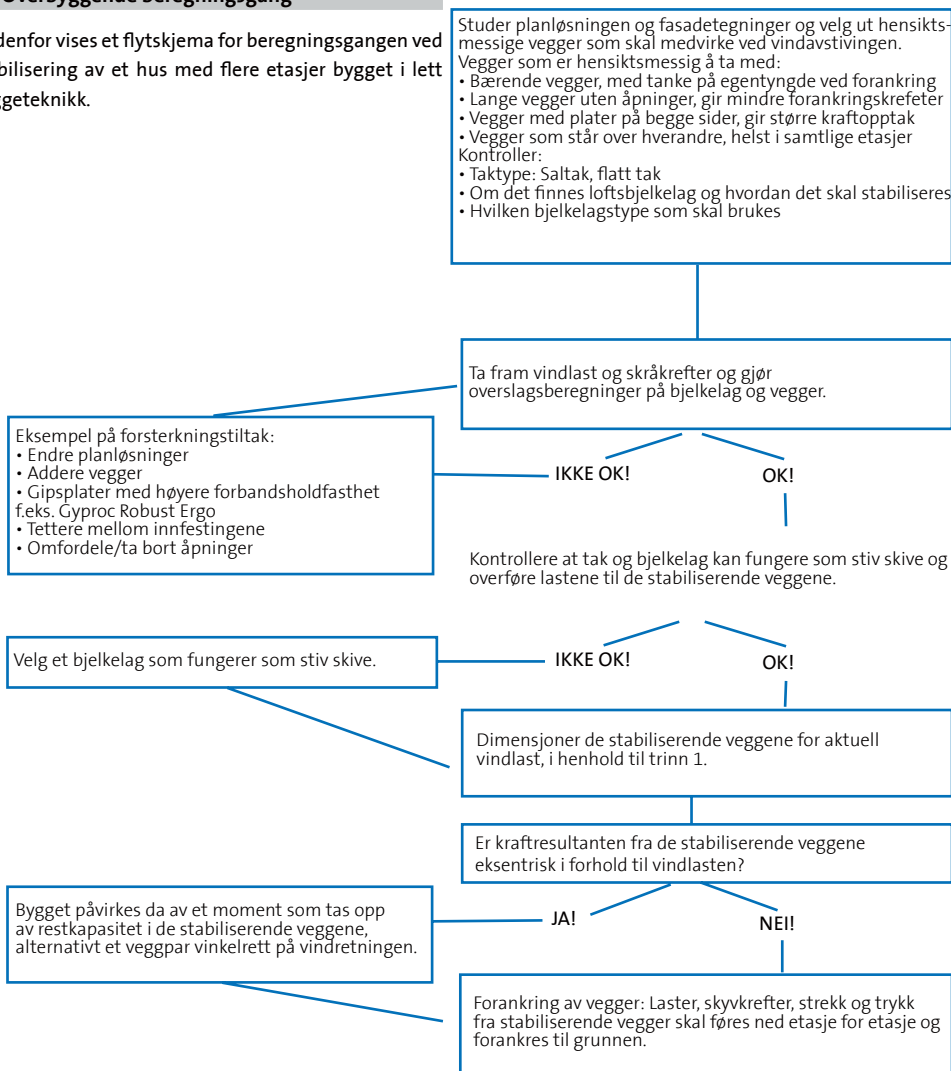 Overbyggende beregningsgang
denfor vises et flytskjema for beregningsgangen ved
bilisering av et hus med flere etasjer bygget i lett
ggeteknikk.
Studer planløsningen og fasadetegninger og velg ut hensikts-
messige vegger som skal medvirke ved vindavstivingen.
Vegger som er hensiktsmessig å ta med:
• Bærende vegger, med tanke på egentyngde ved forankring
• Lange vegger uten åpninger, gir mindre forankringskrefeter
• Vegger med plater på begge sider, gir større kraftopptak
• Vegger som står over hverandre, helst i samtlige etasjer
Kontroller:
• Taktype: Saltak, flatt tak
• Om det finnes loftsbjelkelag og hvordan det skal stabiliseres
• Hvilken bjelkelagstype som skal brukes
Ta fram vindlast og skråkrefter og gjør
overslagsberegninger på bjelkelag og vegger.
Eksempel på forsterkningstiltak:
• Endre planløsninger
• Addere vegger
• Gipsplater med høyere forbandsholdfasthet
f.eks. Gyproc Robust Ergo
• Tettere mellom innfestingene
• Omfordele/ta bort åpninger
IKKE OK!
OK!
Kontrollere at tak og bjelkelag kan fungere som stiv skive og
overføre lastene til de stabiliserende veggene.
Velg et bjelkelag som fungerer som stiv skive.
IKKE OK!
OK!
Dimensjoner de stabiliserende veggene for aktuell
vindlast, i henhold til trinn 1.
Er kraftresultanten fra de stabiliserende veggene
eksentrisk i forhold til vindlasten?
Bygget påvirkes da av et moment som tas opp
av restkapasitet i de stabiliserende veggene,
alternativt et veggpar vinkelrett på vindretningen.
JA!
NEI!
Forankring av vegger: Laster, skyvkrefter, strekk og trykk
fra stabiliserende vegger skal føres ned etasje for etasje og
forankres til grunnen.